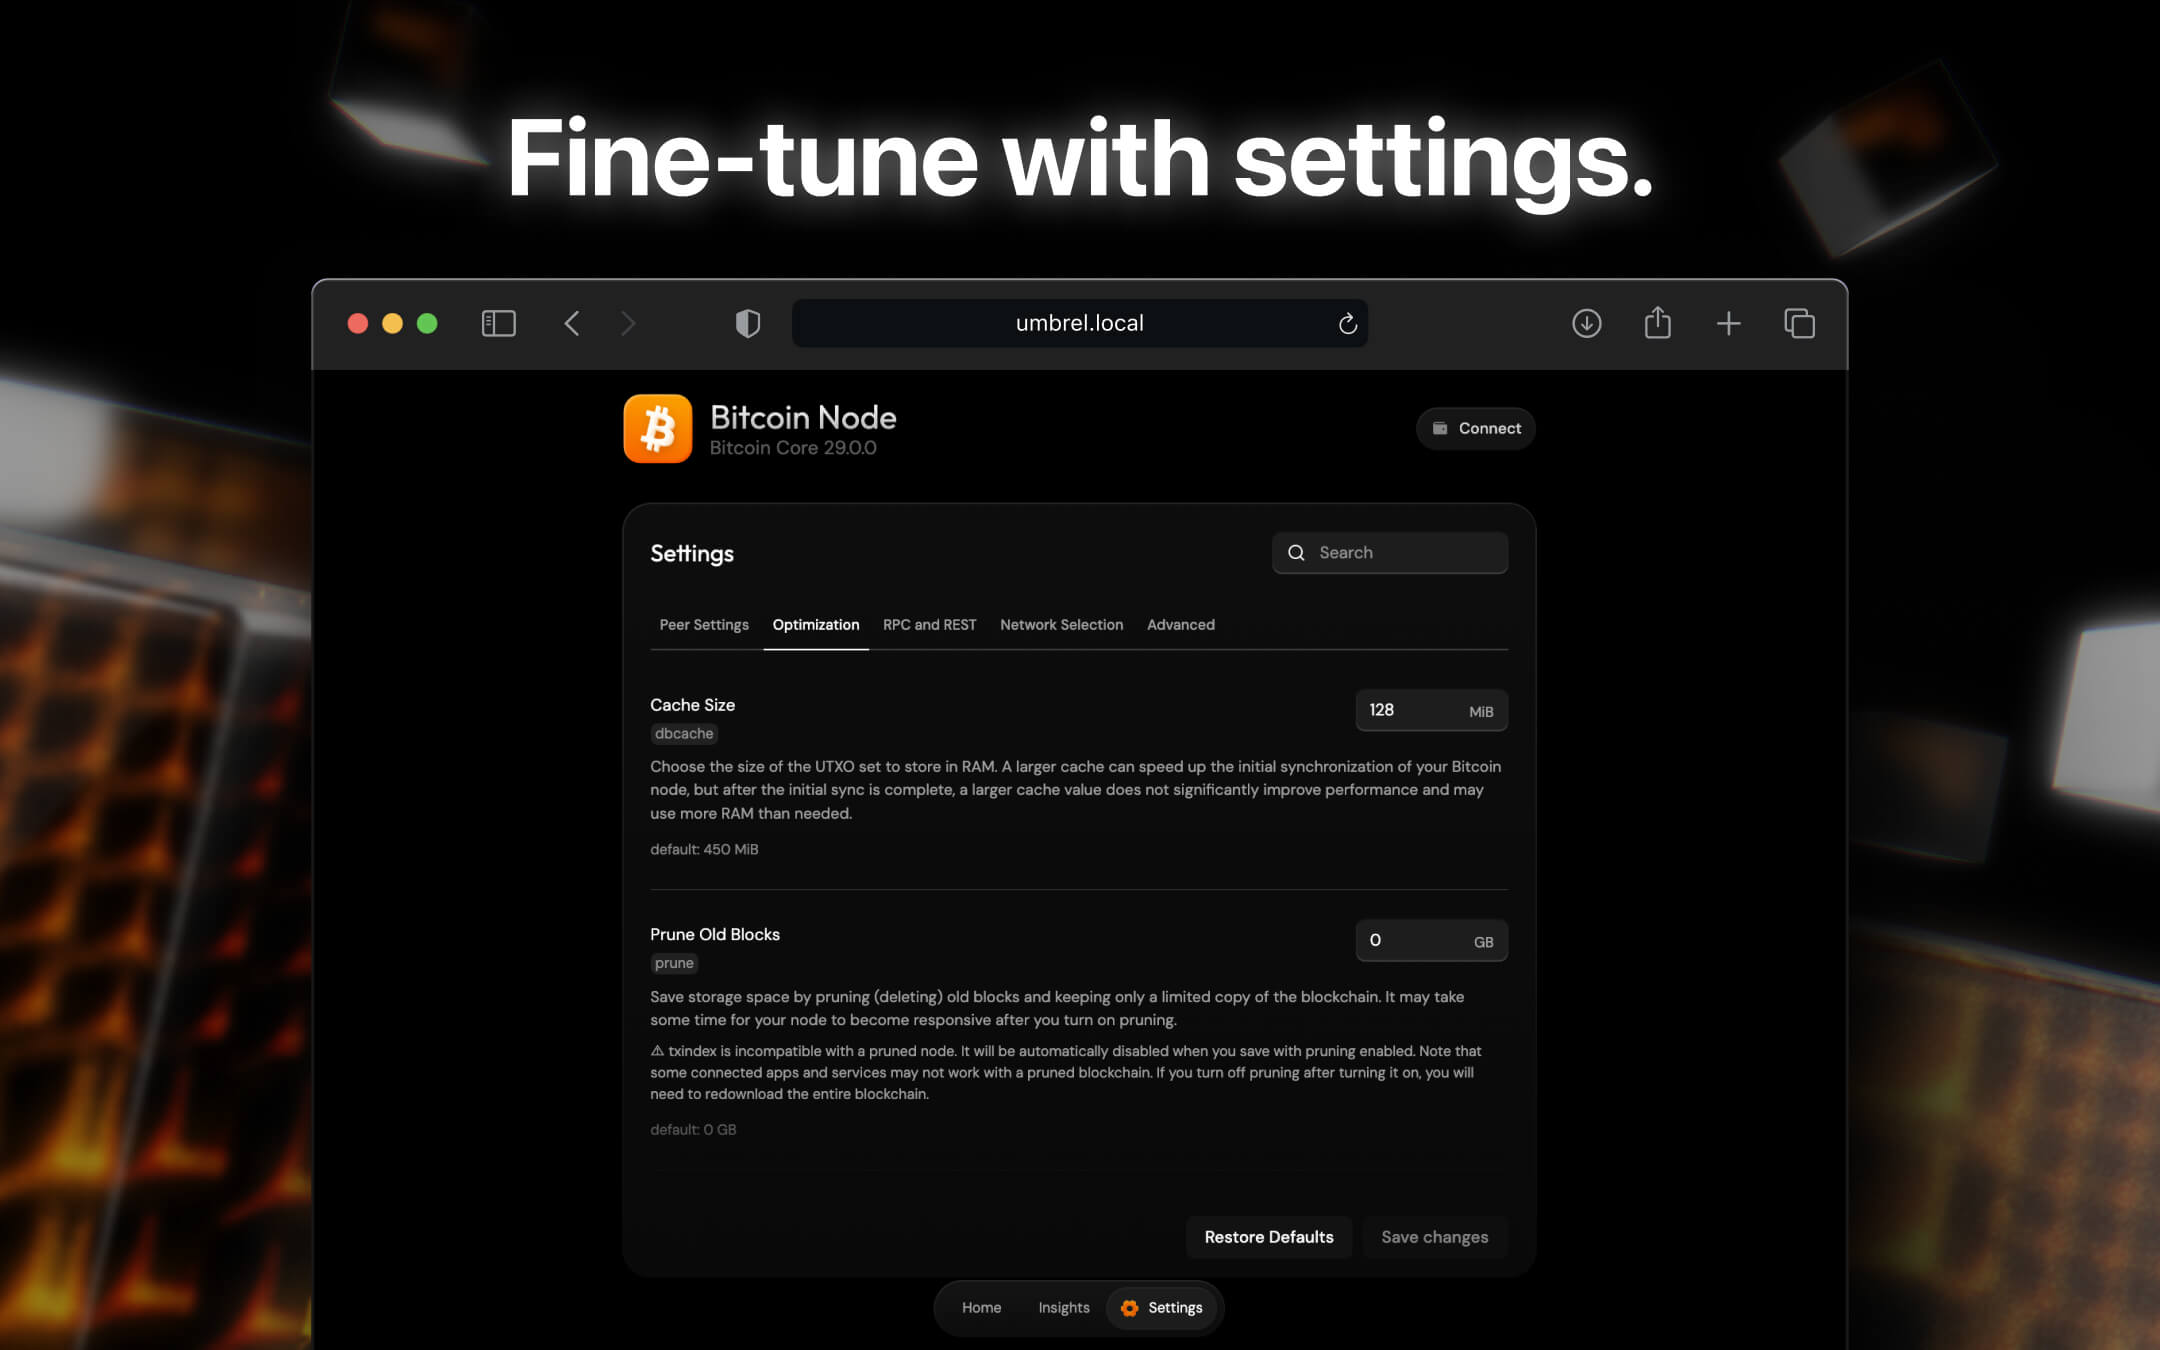 Fine-tune with settings.
umbrel.local
Bitcoin Node
Bitcoin Core 29.0.0
Connect
Settings
Search
Peer Settings Optimization RPC and REST Network Selection Advanced
Cache Size
128 MiB
dbcache
Choose the size of the UTXO set to store in RAM. A larger cache can speed up the initial synchronization of your Bitcoin
node, but after the initial sync is complete, a larger cache value does not significantly improve performance and may
use more RAM than needed.
default: 450 MiB
Prune Old Blocks
0 GB
prune
Save storage space by pruning (deleting) old blocks and keeping only a limited copy of the blockchain. It may take
some time for your node to become responsive after you turn on pruning.
⚠ txindex is incompatible with a pruned node. It will be automatically disabled when you save with pruning enabled. Note that
some connected apps and services may not work with a pruned blockchain. If you turn off pruning after turning it on, you will
need to redownload the entire blockchain.
default: 0 GB
Restore Defaults Save changes
Home Insights Settings